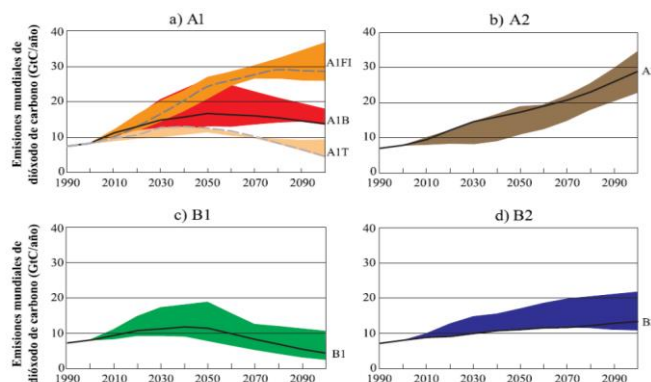 a) A1
b) A2
Emisiones mundiales de
dióxodo de carbono (GtC/año)
40
30
20
10
0
1990 2010 2030 2050 2070 2090
A1FI
A1B
A1T
40
30
20
10
0
1990 2010 2030 2050 2070 2090
A
c) B1
d) B2
Emisiones mundiales de
dióxodo de carbono (GtC/año)
40
30
20
10
0
1990 2010 2030 2050 2070 2090
B1
40
30
20
10
0
1990 2010 2030 2050 2070 2090
B